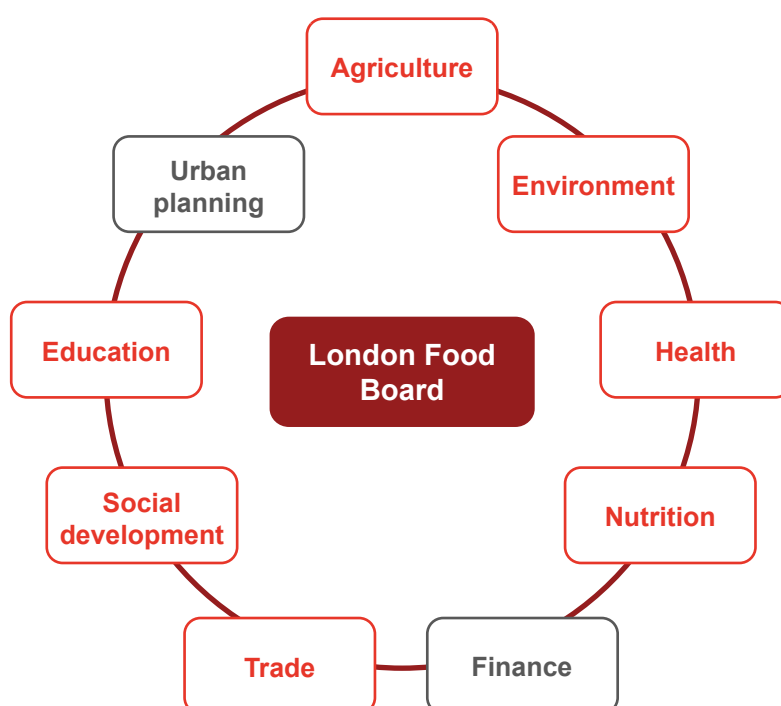 Agriculture
Urban
planning
Environment
Education
London Food
Board
Health
Social
development
Nutrition
Trade
Finance